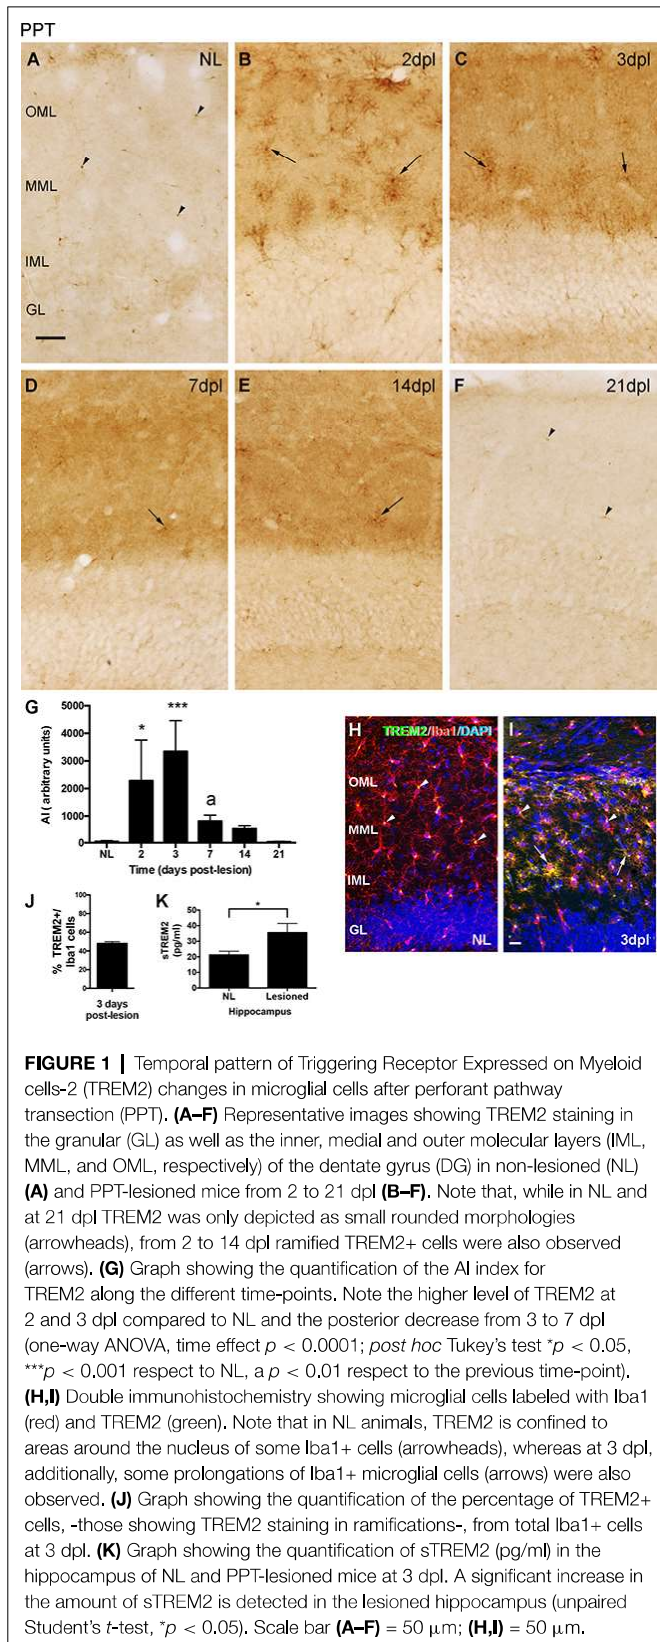 PPT
A NL
OML
MML
IML
GL
B 2dpl
C 3dpl
D 7dpl
E 14dpl
F 21dpl
G
AI ( arbitrary units)
5000
4000
3000
2000
1000
0
* *** a
NL 2 3 7 14 21
Time (days post-lesion)
H TREM2/Iba1/DAPI I
OML
MML
IML
GL
NL 3dpl
J
% TREM2+/
Iba1 cells
100
80
60
40
20
0
3 days
post-lesion
K
sTREM2
(pg/ml)
50
40
30
20
10
0
*
NL Lesioned
Hippocampus
FIGURE 1 | Temporal pattern of Triggering Receptor Expressed on Myeloid
cells-2 (TREM2) changes in microglial cells after perforant pathway
transection (PPT). (A–F) Representative images showing TREM2 staining in
the granular (GL) as well as the inner, medial and outer molecular layers (IML,
MML, and OML, respectively) of the dentate gyrus (DG) in non-lesioned (NL)
(A) and PPT-lesioned mice from 2 to 21 dpl (B–F). Note that, while in NL and
at 21 dpl TREM2 was only depicted as small rounded morphologies
(arrowheads), from 2 to 14 dpl ramified TREM2+ cells were also observed
(arrows). (G) Graph showing the quantification of the AI index for
TREM2 along the different time-points. Note the higher level of TREM2 at
2 and 3 dpl compared to NL and the posterior decrease from 3 to 7 dpl
(one-way ANOVA, time effect p < 0.0001; post hoc Tukey's test *p < 0.05,
***p < 0.001 respect to NL, a p < 0.01 respect to the previous time-point).
(H,I) Double immunohistochemistry showing microglial cells labeled with Iba1
(red) and TREM2 (green). Note that in NL animals, TREM2 is confined to
areas around the nucleus of some Iba1+ cells (arrowheads), whereas at 3 dpl,
additionally, some prolongations of Iba1+ microglial cells (arrows) were also
observed. (J) Graph showing the quantification of the percentage of TREM2+
cells, -those showing TREM2 staining in ramifications-, from total Iba1+ cells
at 3 dpl. (K) Graph showing the quantification of sTREM2 (pg/ml) in the
hippocampus of NL and PPT-lesioned mice at 3 dpl. A significant increase in
the amount of sTREM2 is detected in the lesioned hippocampus (unpaired
Student's t-test, *p < 0.05). Scale bar (A–F) = 50 µm; (H,I) = 50 µm.